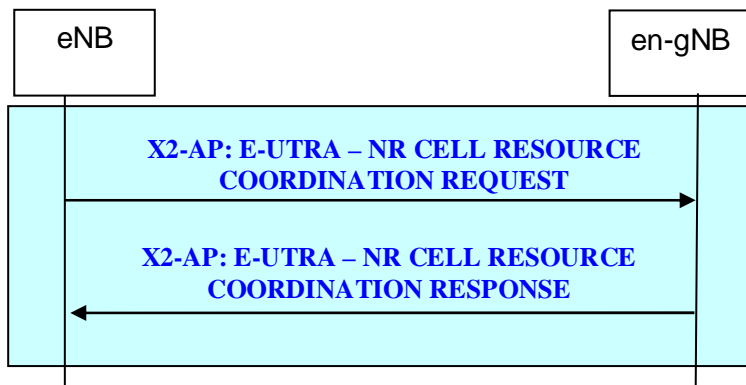 eNB
en-gNB
X2-AP: E-UTRA – NR CELL RESOURCE
COORDINATION REQUEST
X2-AP: E-UTRA – NR CELL RESOURCE
COORDINATION RESPONSE